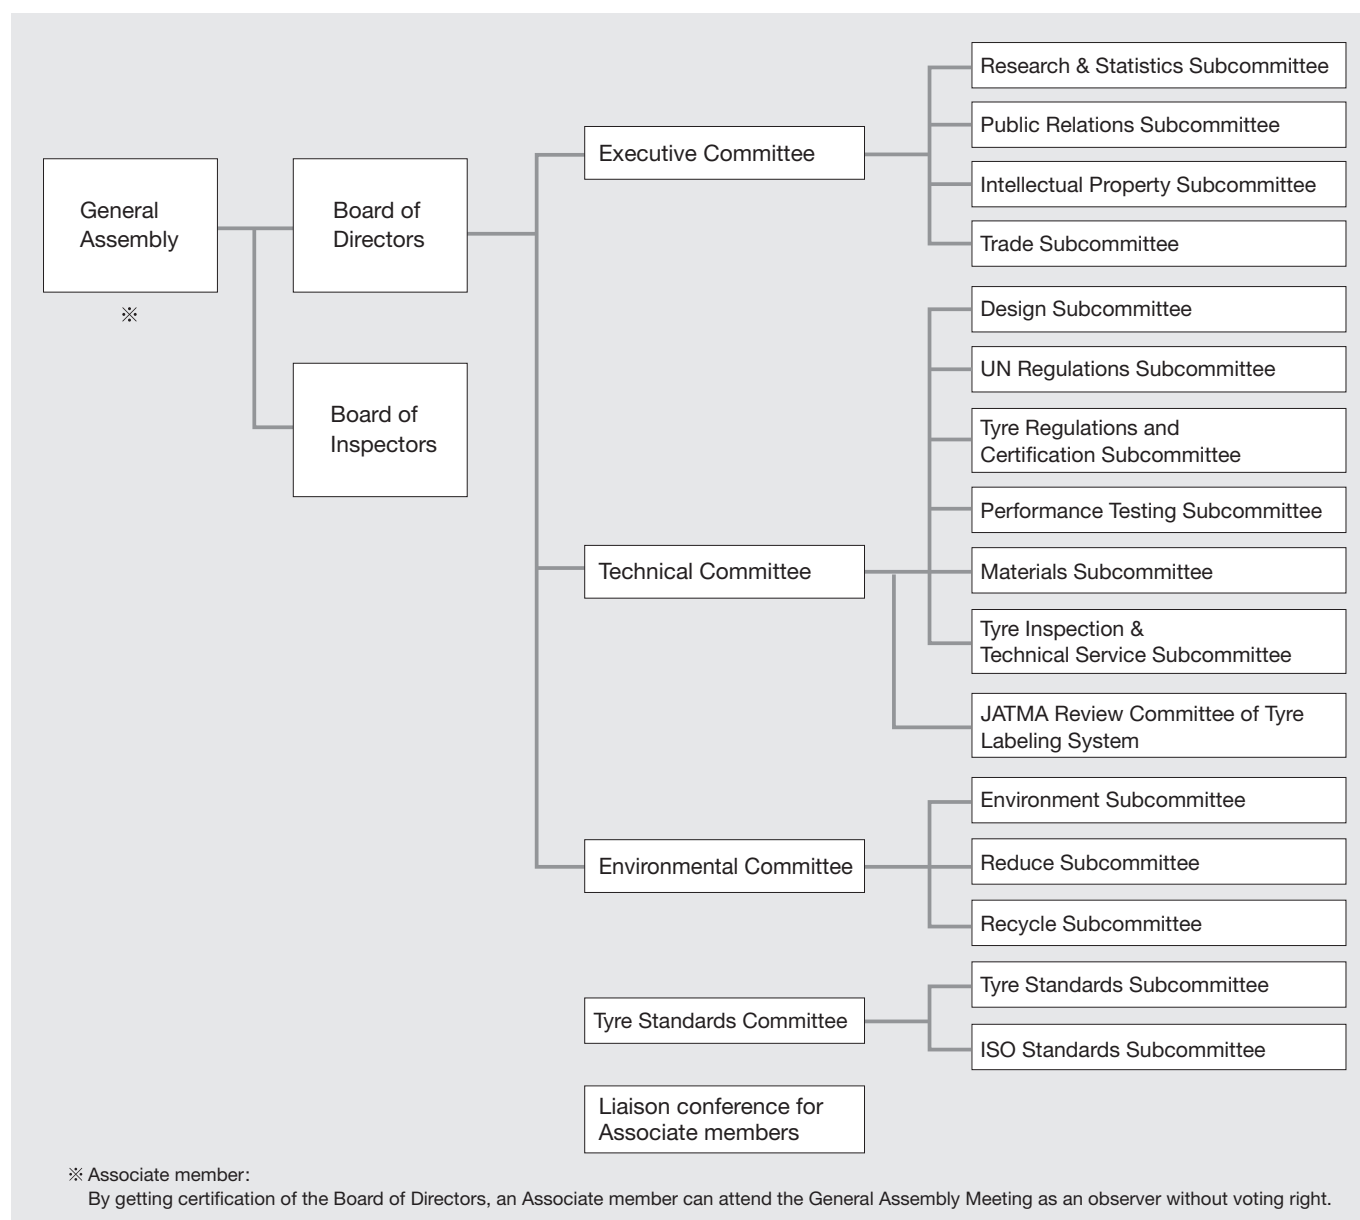 General
Assembly
※
Board of
Directors
Board of
Inspectors
Executive Committee
Research & Statistics Subcommittee
Public Relations Subcommittee
Intellectual Property Subcommittee
Trade Subcommittee
Technical Committee
Design Subcommittee
UN Regulations Subcommittee
Tyre Regulations and
Certification Subcommittee
Performance Testing Subcommittee
Materials Subcommittee
Tyre Inspection &
Technical Service Subcommittee
JATMA Review Committee of Tyre
Labeling System
Environmental Committee
Environment Subcommittee
Reduce Subcommittee
Recycle Subcommittee
Tyre Standards Committee
Tyre Standards Subcommittee
ISO Standards Subcommittee
Liaison conference for
Associate members
※ Associate member:
By getting certification of the Board of Directors, an Associate member can attend the General Assembly Meeting as an observer without voting right.